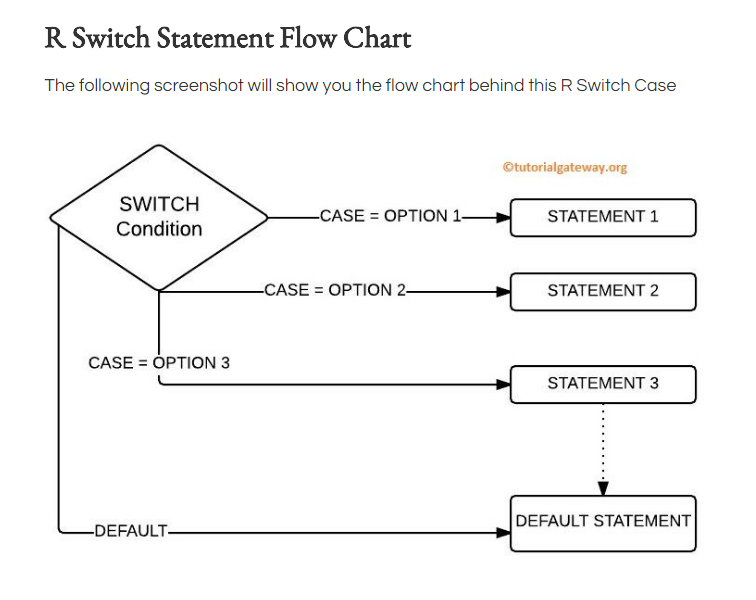 R Switch Statement Flow Chart
The following screenshot will show you the flow chart behind this R Switch Case
©tutorialgateway.org
SWITCH
Condition
CASE = OPTION 1
STATEMENT 1
CASE = OPTION 2
STATEMENT 2
CASE = OPTION 3
STATEMENT 3
DEFAULT
DEFAULT STATEMENT